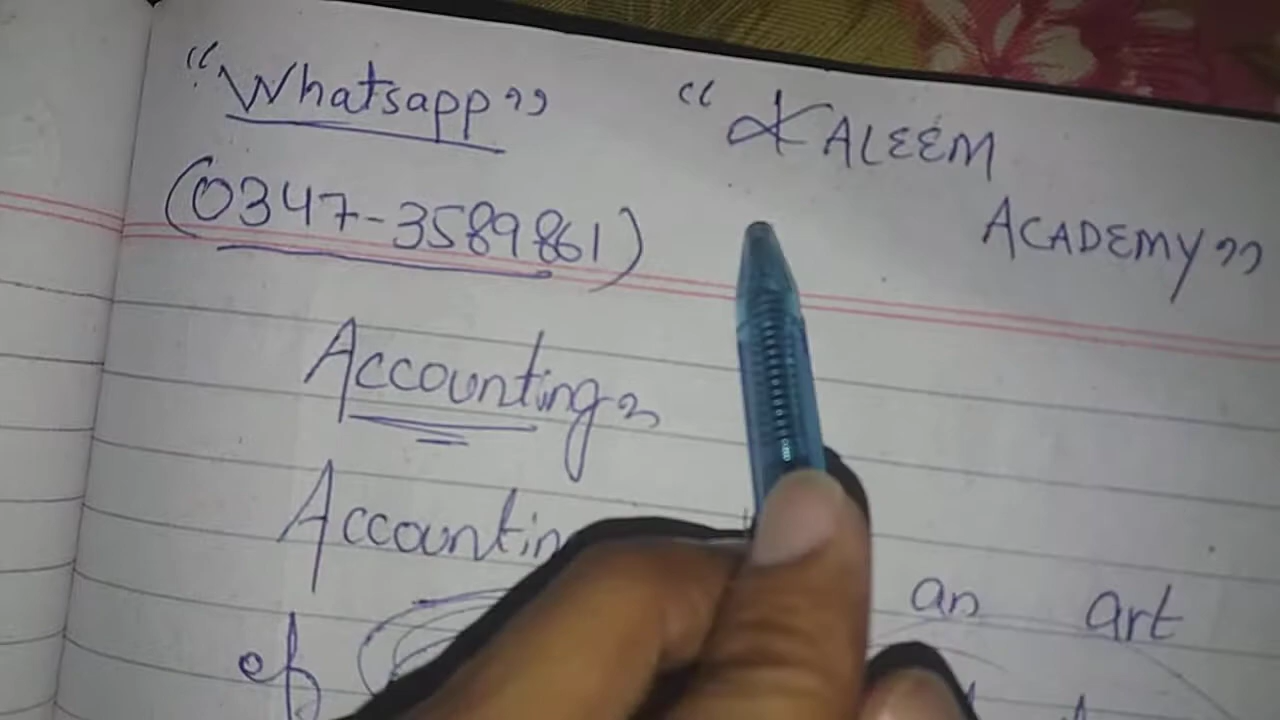 "Whatsapp"
"KALEEM
ACADEMY"
(0347-3589861)
Accounting
Accountin
an art
of